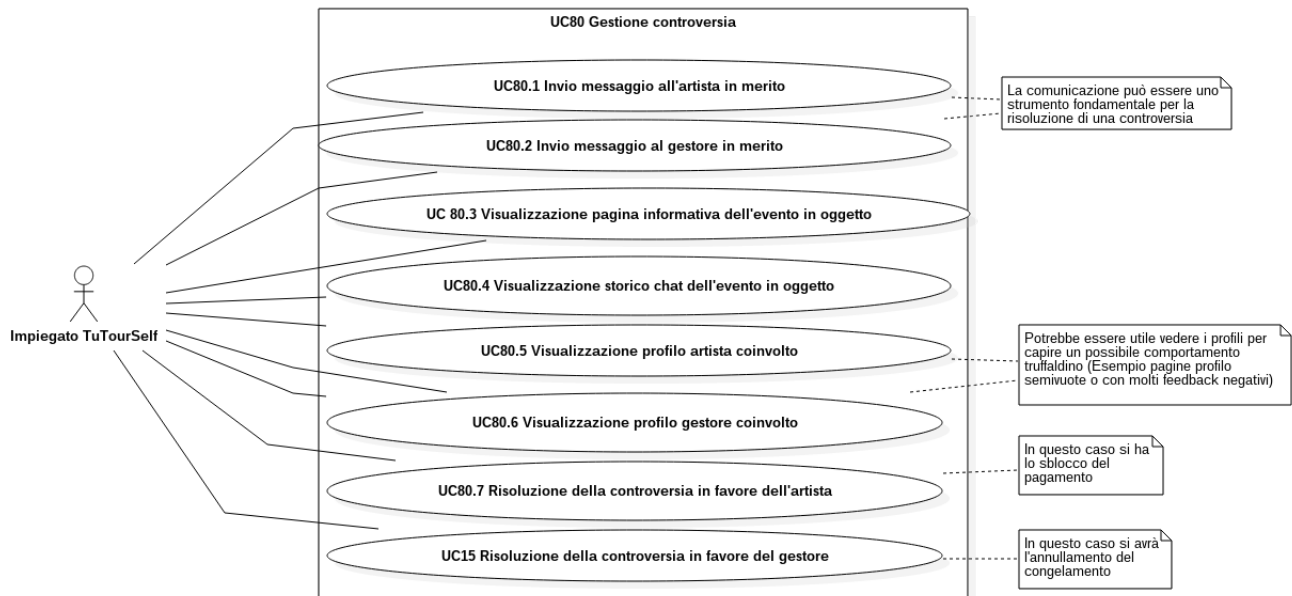 UC80 Gestione controversia
UC80.1 Invio messaggio all'artista in merito
La comunicazione può essere uno
strumento fondamentale per la
risoluzione di una controversia
UC80.2 Invio messaggio al gestore in merito
UC 80.3 Visualizzazione pagina informativa dell'evento in oggetto
UC80.4 Visualizzazione storico chat dell'evento in oggetto
Impiegato TuTourSelf
UC80.5 Visualizzazione profilo artista coinvolto
Potrebbe essere utile vedere i profili per
capire un possibile comportamento
truffaldino (Esempio pagine profilo
semivuote o con molti feedback negativi)
UC80.6 Visualizzazione profilo gestore coinvolto
In questo caso si ha
lo sblocco del
pagamento
UC80.7 Risoluzione della controversia in favore dell'artista
UC15 Risoluzione della controversia in favore del gestore
In questo caso si avrà
l'annullamento del
congelamento